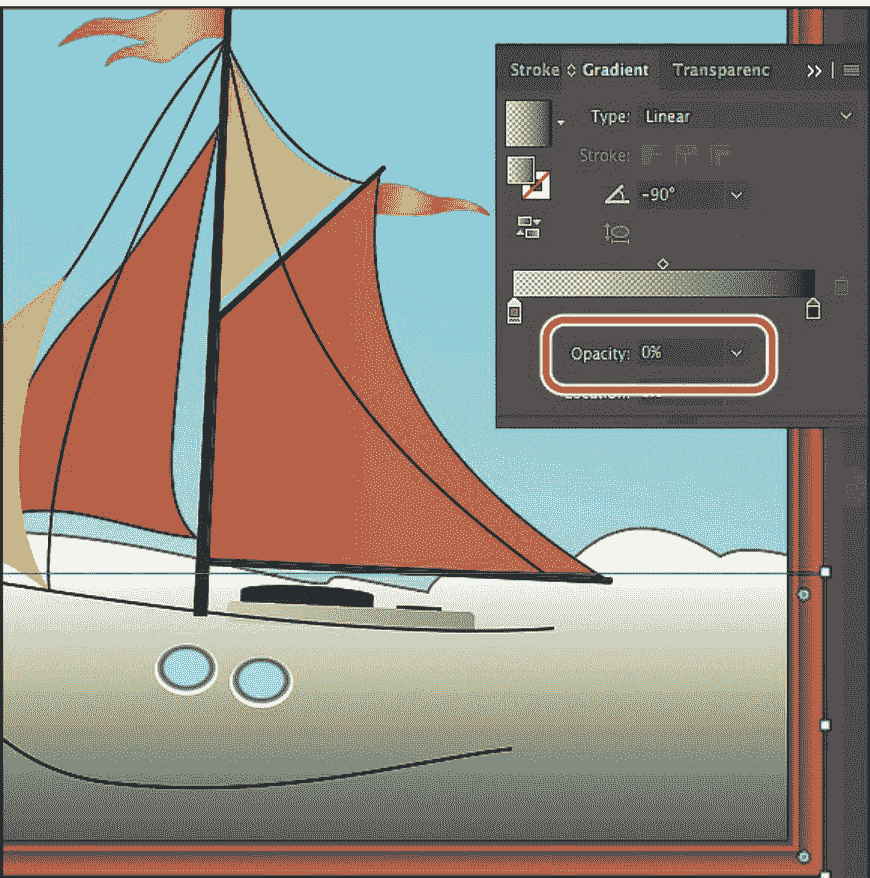 Stroke Gradient Transparenc
Type: Linear
Stroke:
-90°
Opacity: 0%